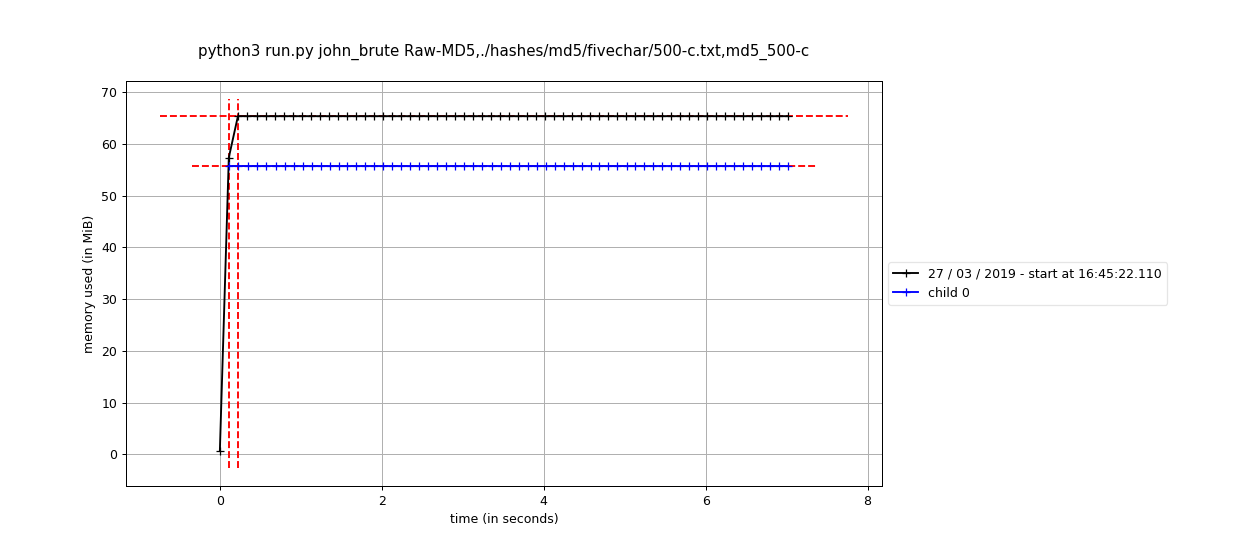 python3 run.py john_brute Raw-MD5,./hashes/md5/fivechar/500-c.txt,md5_500-c
70
60
50
40
30
20
10
0
memory used (in MiB)
0 2 4 6 8
time (in seconds)
27 / 03 / 2019 - start at 16:45:22.110
child 0